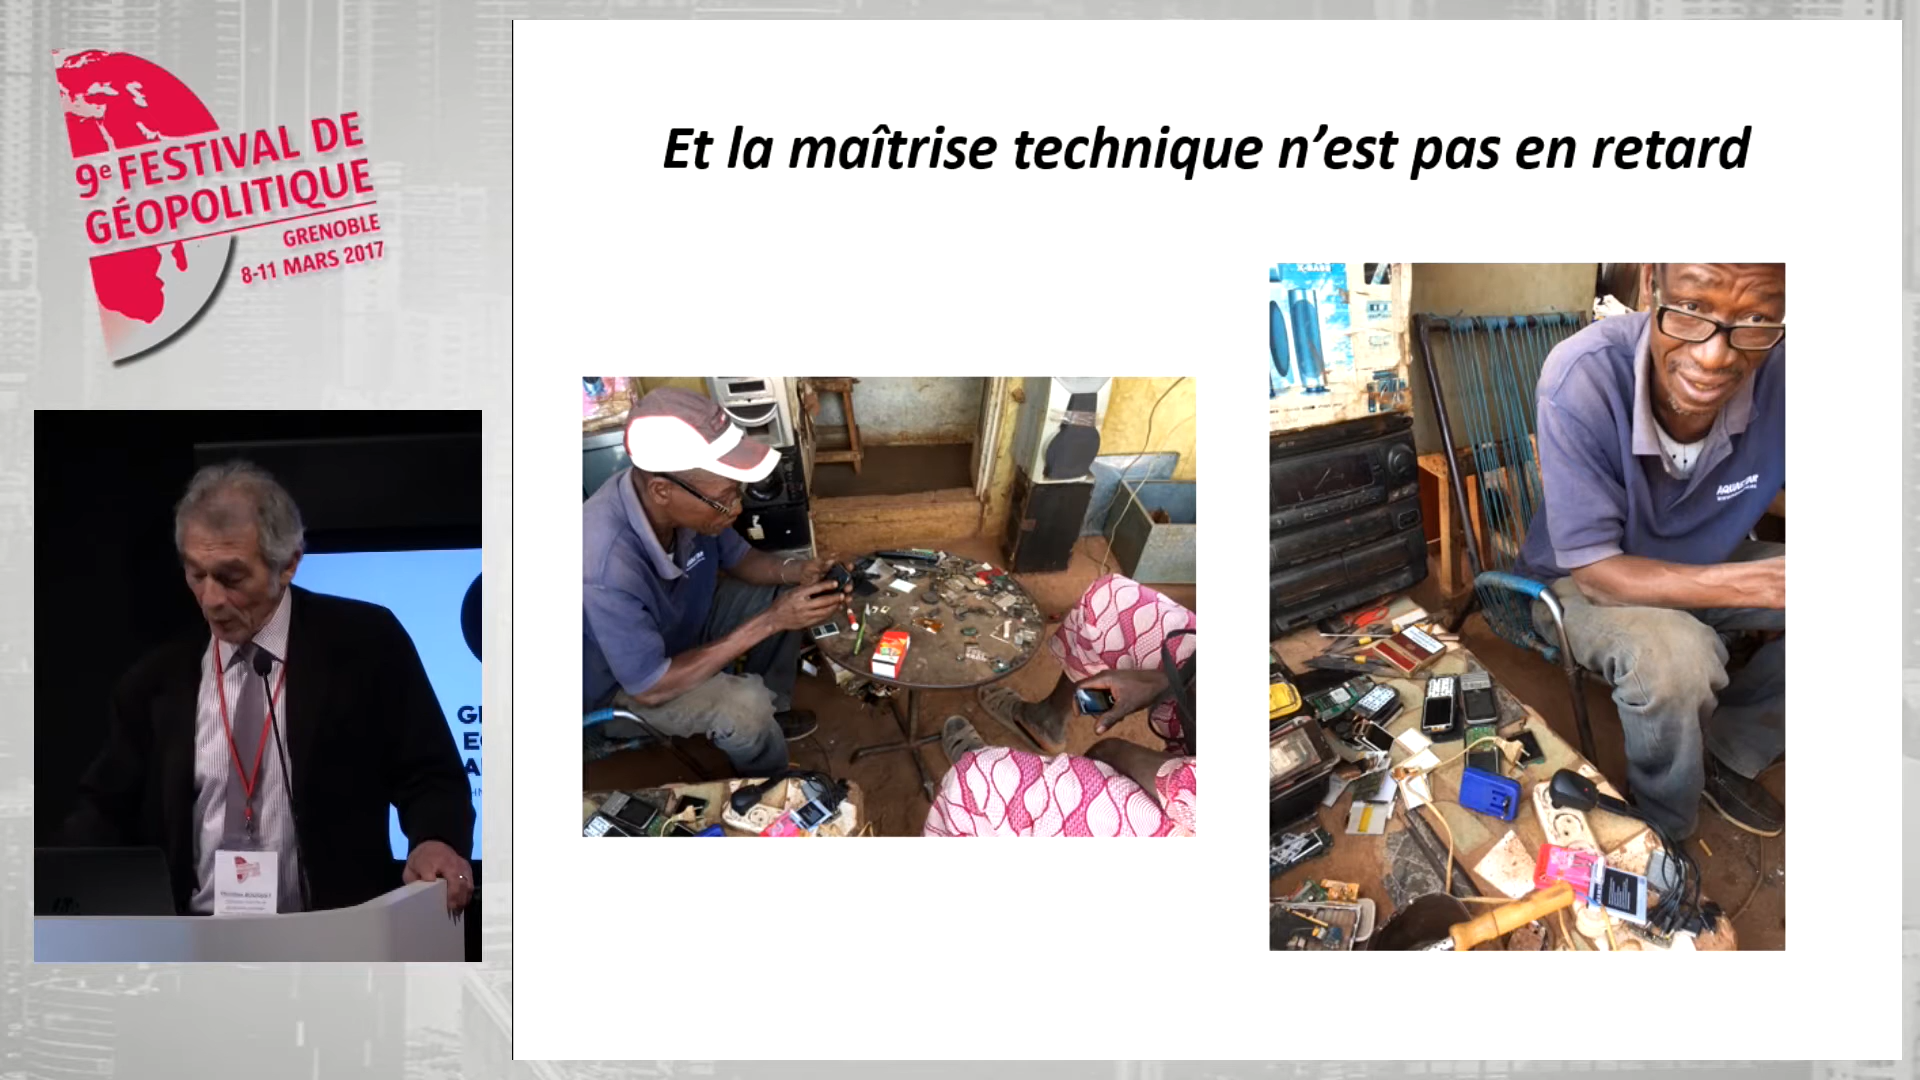 9e FESTIVAL DE
GÉOPOLITIQUE
GRENOBLE
8-11 MARS 2017
Et la maîtrise technique n’est pas en retard